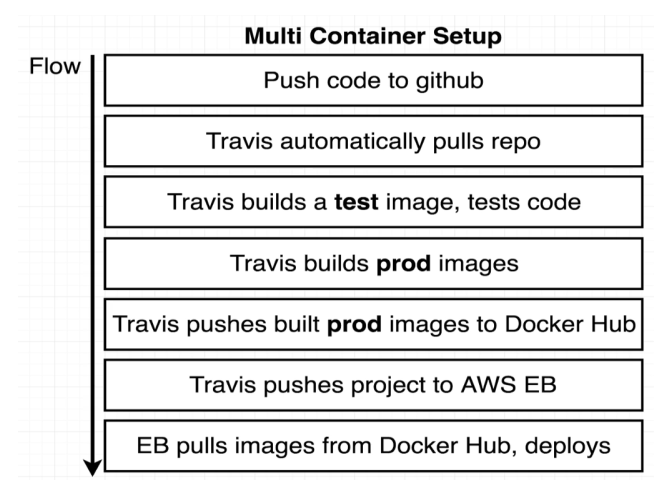 Multi Container Setup
Flow
Push code to github
Travis automatically pulls repo
Travis builds a test image, tests code
Travis builds prod images
Travis pushes built prod images to Docker Hub
Travis pushes project to AWS EB
EB pulls images from Docker Hub, deploys